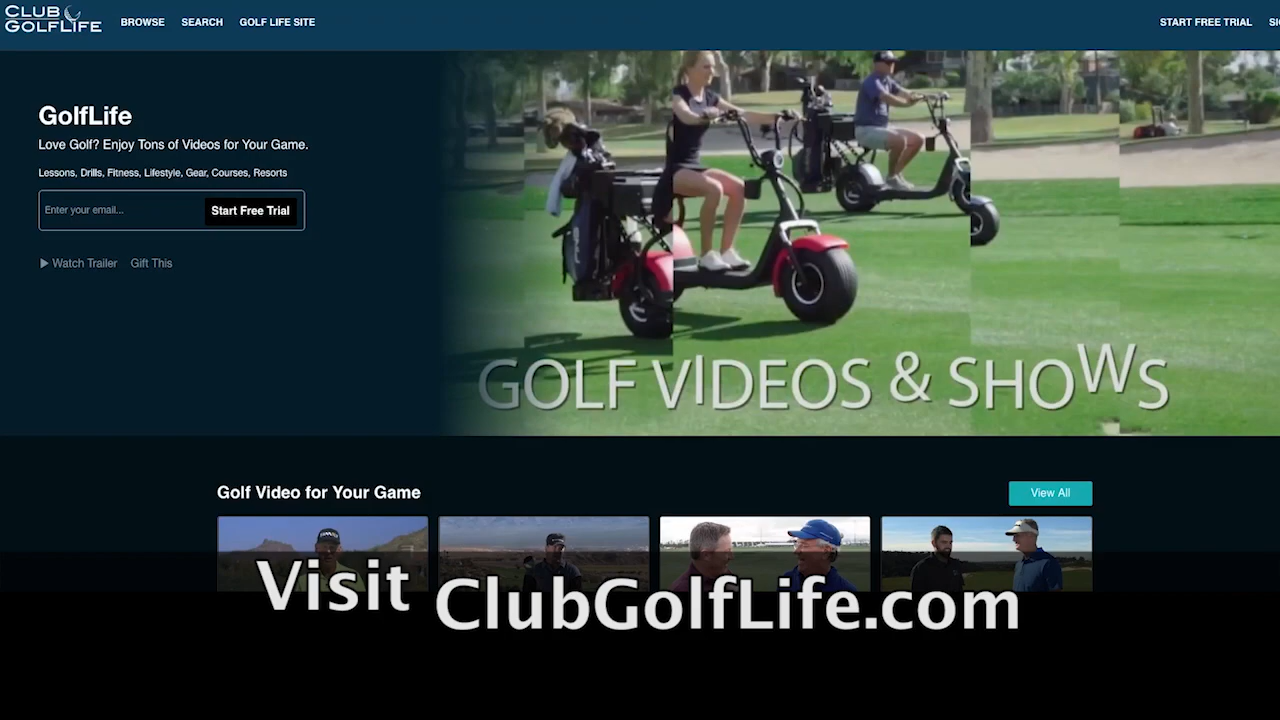 CLUB
GOLFLIFE
BROWSE
SEARCH
GOLF LIFE SITE
START FREE TRIAL
GolfLife
Love Golf? Enjoy Tons of Videos for Your Game.
Lessons, Drills, Fitness, Lifestyle, Gear, Courses, Resorts
Enter your email...
Start Free Trial
Watch Trailer
Gift This
PING
GOLF VIDEOS & SHOWS
Golf Video for Your Game
View All
Visit ClubGolfLife.com